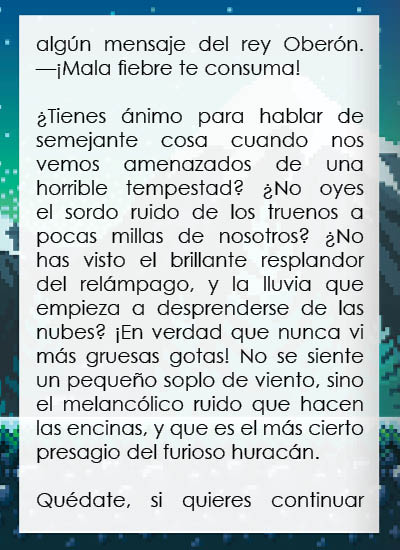 algún mensaje del rey Oberón.
—¡Mala fiebre te consuma!
¿Tienes ánimo para hablar de
semejante cosa cuando nos
vemos amenazados de una
horrible tempestad? ¿No oyes
el sordo ruido de los truenos a
pocas millas de nosotros? ¿No
has visto el brillante resplandor
del relámpago, y la lluvia que
empieza a desprenderse de las
nubes? ¡En verdad que nunca vi
más gruesas gotas! No se siente
un pequeño soplo de viento, sino
el melancólico ruido que hacen
las encinas, y que es el más cierto
presagio del furioso huracán.
Quédate, si quieres continuar